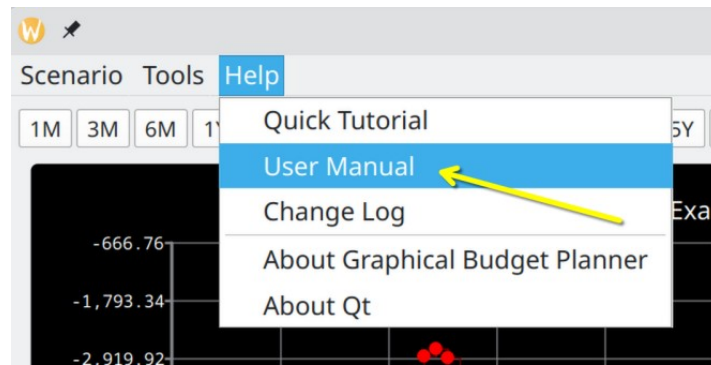 W
Scenario Tools Help
1M 3M 6M 5Y
Quick Tutorial
User Manual
Change Log
About Graphical Budget Planner
About Qt
Exa
-666.76
-1,793.34
-2,919.92